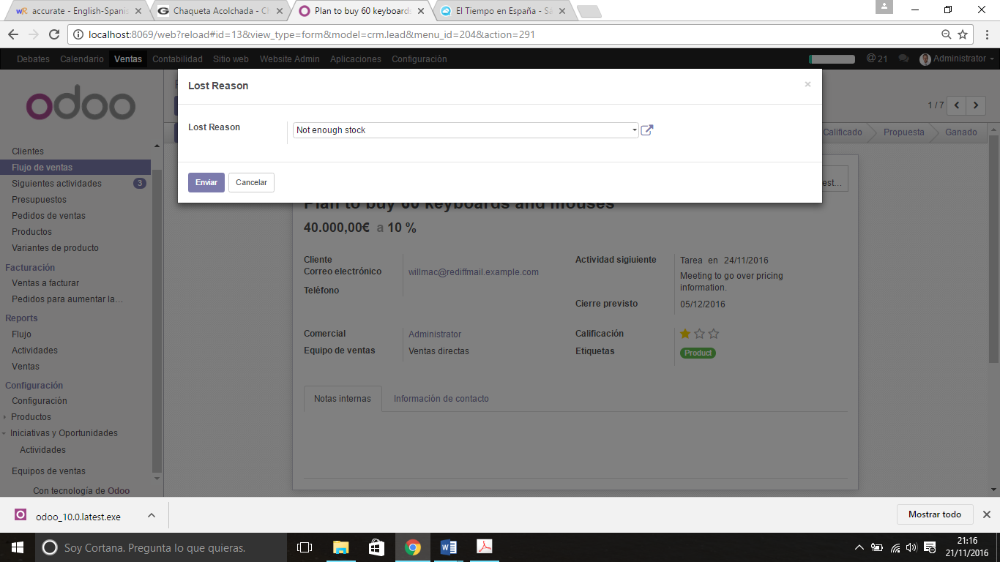 accurate - English-Spanis
Chaqueta Acolchada - Ch
Plan to buy 60 keyboards
El Tiempo en España - Sá
localhost:8069/web?reload#id=13&view_type=form&model=crm.lead&menu_id=204&action=291
Debates Calendario Ventas Contabilidad Sitio web Website Admin Aplicaciones Configuración @21 Administrator
odoo
Lost Reason ×
1 / 7
Lost Reason Not enough stock
Calificado Propuesta Ganado
Enviar Cancelar
est...
Clientes
Flujo de ventas
Siguientes actividades 3
Presupuestos
Pedidos de ventas
Productos
Variantes de producto
Facturación
Ventas a facturar
Pedidos para aumentar la...
Reports
Flujo
Actividades
Ventas
Configuración
Configuración
Productos
Iniciativas y Oportunidades
Actividades
Equipos de ventas
Con tecnología de Odoo
Plan to buy 60 keyboards and mouses
40.000,00€ a 10 %
Cliente
Correo electrónico willmac@rediffmail.example.com
Teléfono
Actividad sigiuiente Tarea en 24/11/2016
Meeting to go over pricing
information.
Cierre previsto 05/12/2016
Comercial Administrator
Equipo de ventas Ventas directas
Calificación
Etiquetas Product
Notas internas Información de contacto
odoo_10.0.latest.exe
Mostrar todo
Soy Cortana. Pregunta lo que quieras.
21:16
21/11/2016